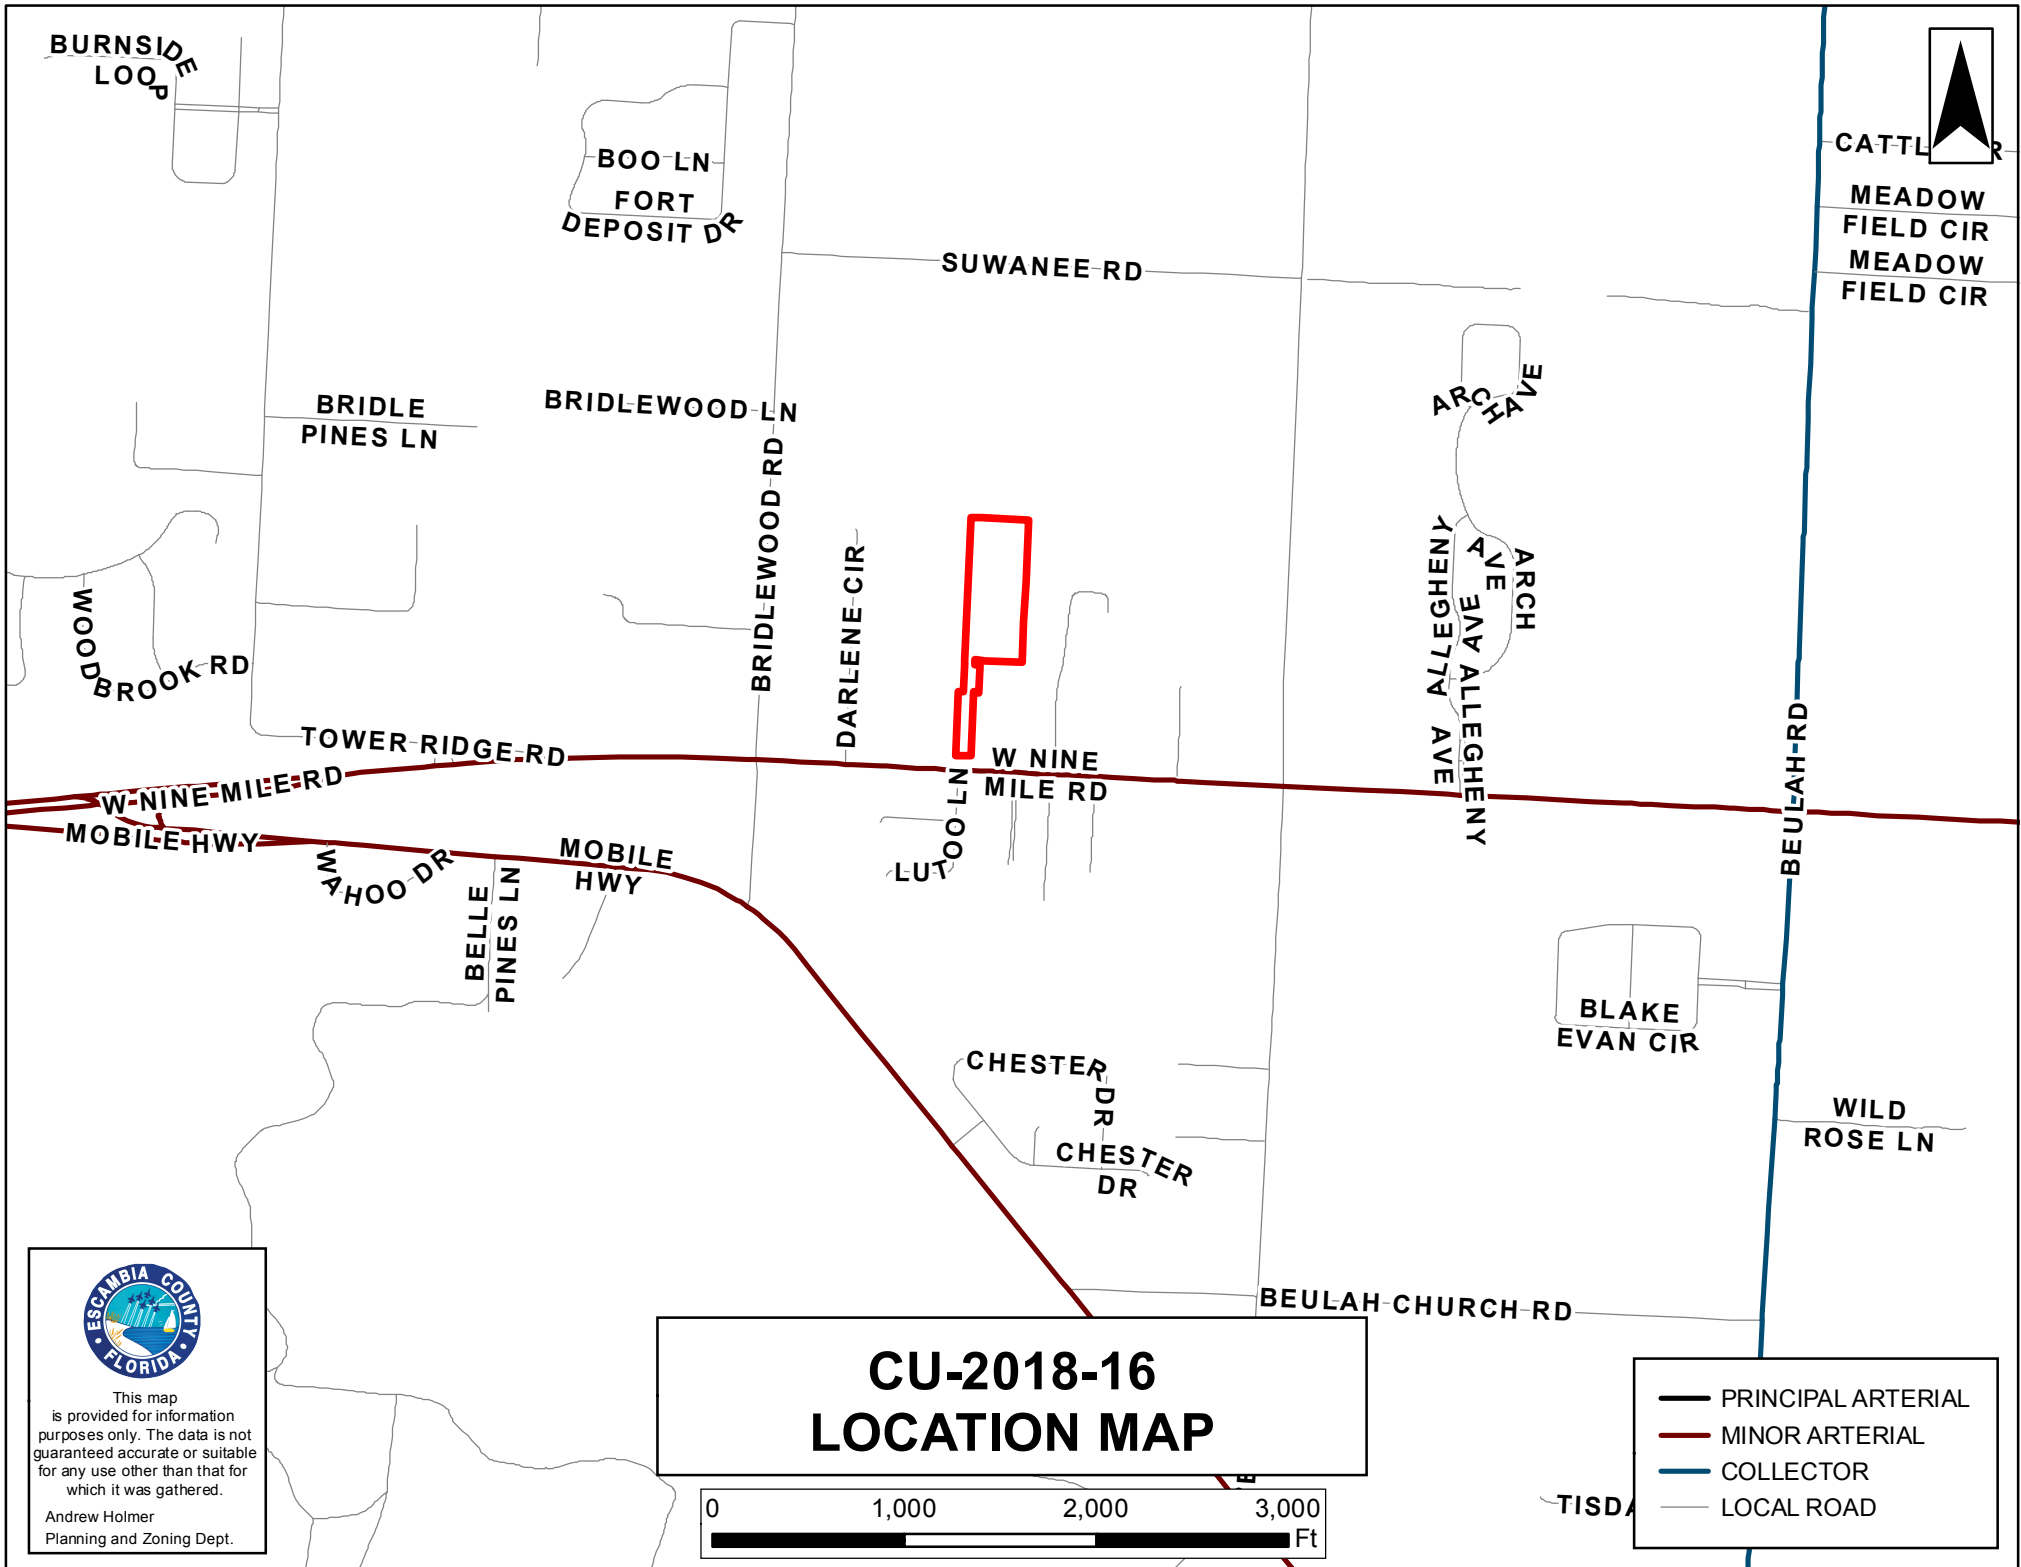 BURNSIDE
LOOP
BOO LN
FORT
DEPOSIT DR
SUWANEE RD
MEADOW
FIELD CIR
MEADOW
FIELD CIR
BRIDLE
PINES LN
BRIDLEWOOD LN
BRIDLEWOOD RD
ARCH AVE
DARLENE CIR
ALLEGHENY
AVE
ARCH
AVE
ALLEGHENY
AVE
WOODBROOK RD
TOWER RIDGE RD
W NINE MILE RD
MOBILE HWY
W NINE
MILE RD
LUTOO LN
BEULAH RD
WAHOO DR
MOBILE
HWY
BELLE
PINES LN
BLAKE
EVAN CIR
CHESTER DR
CHESTER
DR
WILD
ROSE LN
BEULAH CHURCH RD
ESCAMBIA COUNTY
FLORIDA
This map
is provided for information
purposes only. The data is not
guaranteed accurate or suitable
for any use other than that for
which it was gathered.
Andrew Holmer
Planning and Zoning Dept.
CU-2018-16
LOCATION MAP
0 1,000 2,000 3,000
Ft
PRINCIPAL ARTERIAL
MINOR ARTERIAL
COLLECTOR
LOCAL ROAD